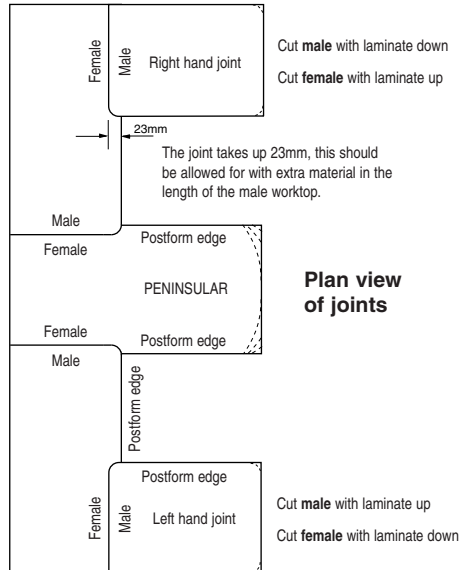 Female
Male
Right hand joint
Cut male with laminate down
Cut female with laminate up
23mm
The joint takes up 23mm, this should
be allowed for with extra material in the
length of the male worktop.
Male
Female
Postform edge
PENINSULAR
Plan view
of joints
Female
Male
Postform edge
Postform edge
Postform edge
Female
Male
Left hand joint
Cut male with laminate up
Cut female with laminate down